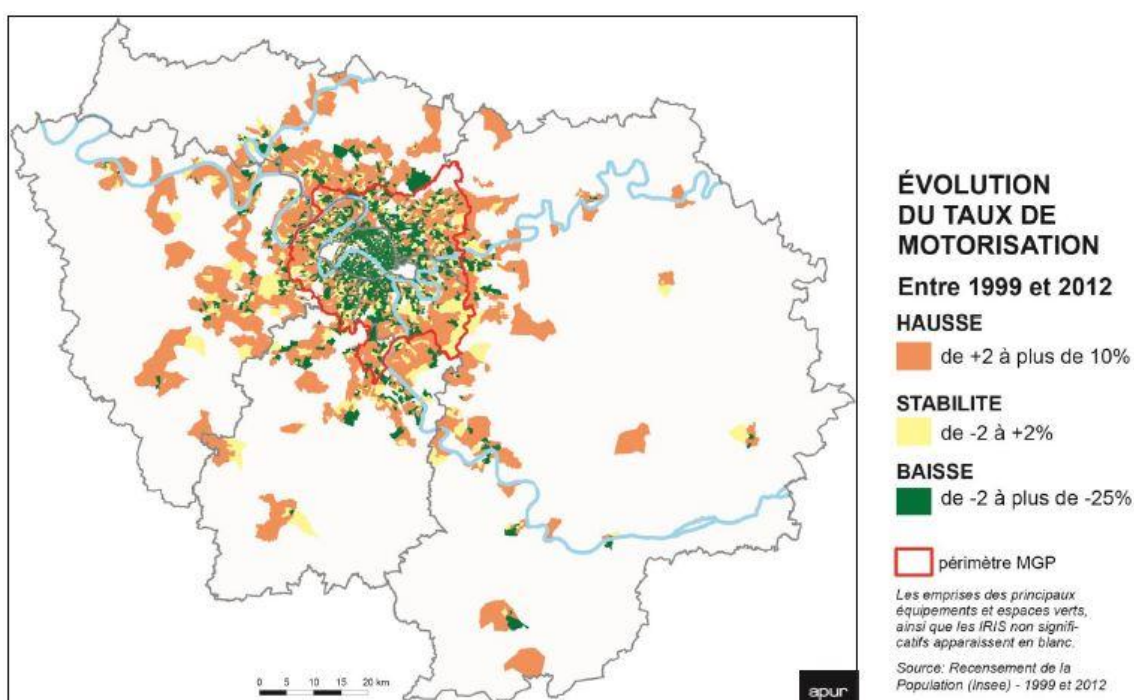 ÉVOLUTION
DU TAUX DE
MOTORISATION
Entre 1999 et 2012
HAUSSE
de +2 à plus de 10%
STABILITE
de -2 à +2%
BAISSE
de -2 à plus de -25%
périmètre MGP
Les emprises des principaux
équipements et espaces verts,
ainsi que les IRIS non signifi-
catifs apparaissent en blanc.
Source: Recensement de la
Population (Insee) - 1999 et 2012
0 5 10 15 20 km
apur